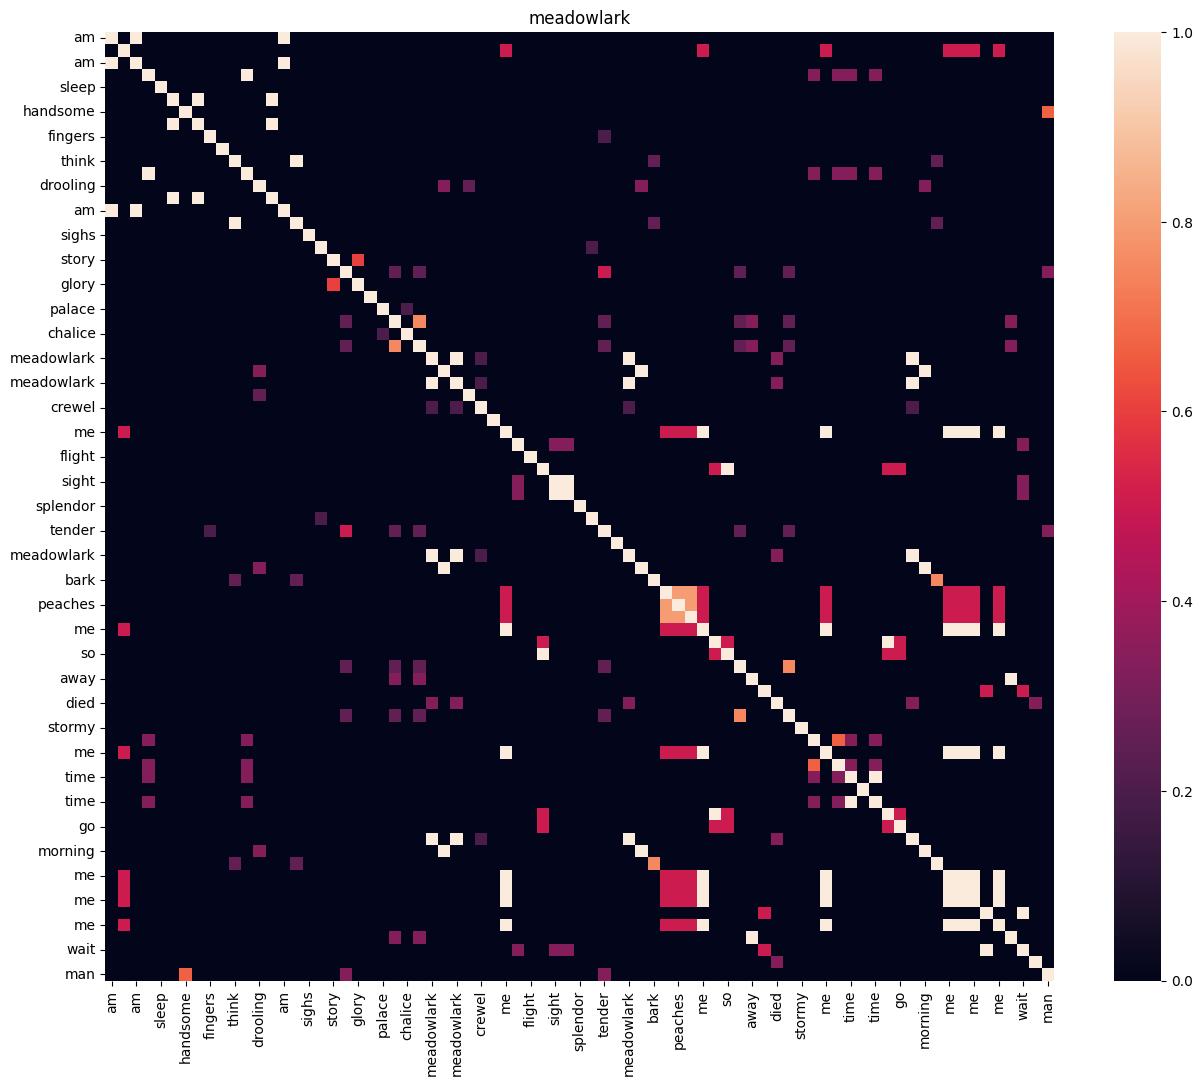 meadowlark
am
am
sleep
handsome
fingers
think
drooling
am
sighs
story
glory
palace
chalice
meadowlark
meadowlark
crewel
me
flight
sight
splendor
tender
meadowlark
bark
peaches
me
so
away
died
stormy
me
time
time
go
morning
me
me
me
wait
man
1.0
0.8
0.6
0.4
0.2
0.0
am
am
sleep
handsome
fingers
think
drooling
am
sighs
story
glory
palace
chalice
meadowlark
meadowlark
crewel
me
flight
sight
splendor
tender
meadowlark
bark
peaches
me
so
away
died
stormy
me
time
time
go
morning
me
me
me
wait
man